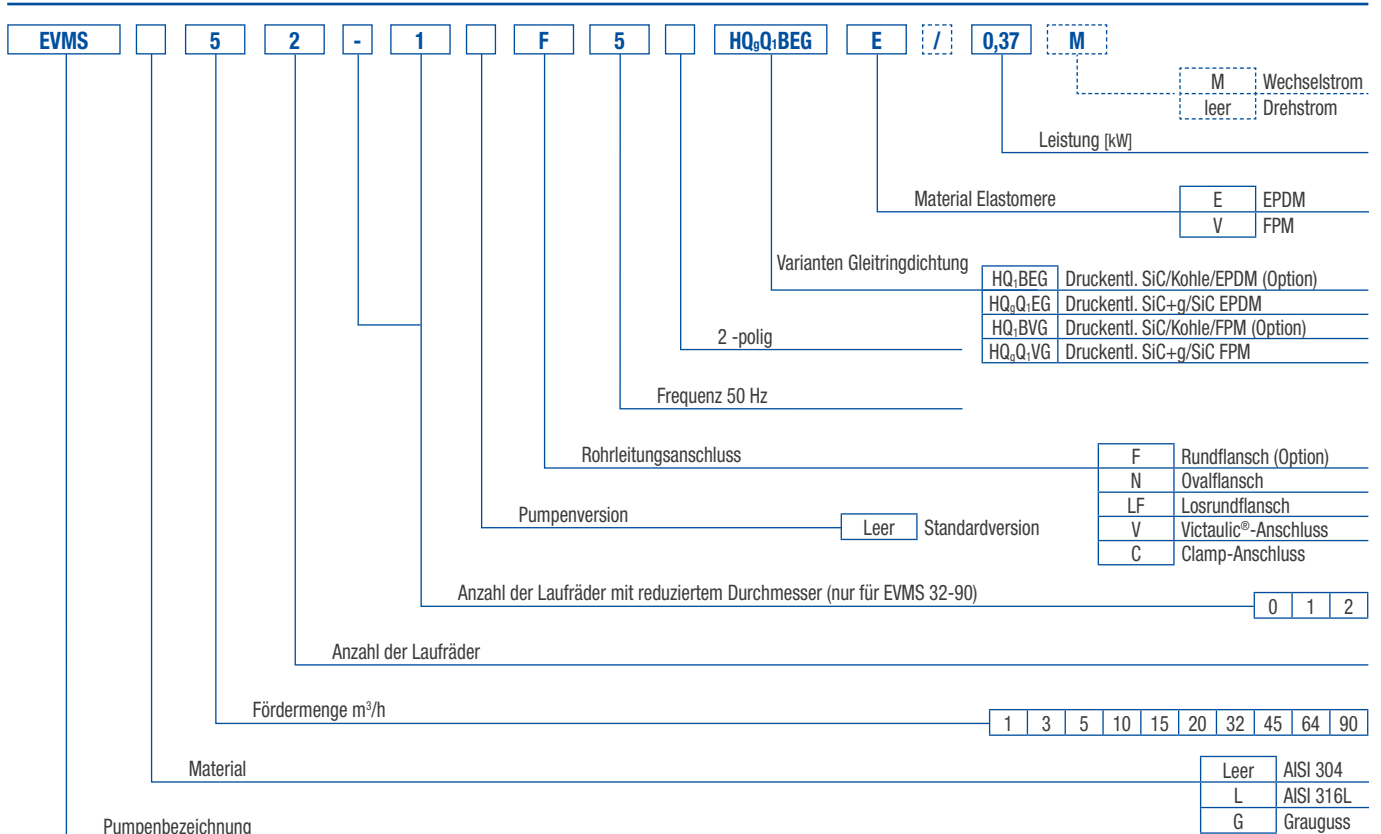 EVMS 5 2 - 1 F 5 HQgQ₁BEG E / 0,37 M
M Wechselstrom
leer Drehstrom
Leistung [kW]
Material Elastomere E EPDM
V FPM
Varianten Gleitringdichtung
HQ₁BEG Druckentl. SiC/Kohle/EPDM (Option)
HQgQ₁EG Druckentl. SiC+g/SiC EPDM
HQ₁BVG Druckentl. SiC/Kohle/FPM (Option)
HQgQ₁VG Druckentl. SiC+g/SiC FPM
2 -polig
Frequenz 50 Hz
Rohrleitungsanschluss F Rundflansch (Option)
N Ovalflansch
LF Losrundflansch
V Victaulic®-Anschluss
C Clamp-Anschluss
Pumpenversion Leer Standardversion
Anzahl der Laufräder mit reduziertem Durchmesser (nur für EVMS 32-90) 0 1 2
Anzahl der Laufräder
Fördermenge m³/h 1 3 5 10 15 20 32 45 64 90
Material Leer AISI 304
L AISI 316L
G Grauguss
Pumpenbezeichnung